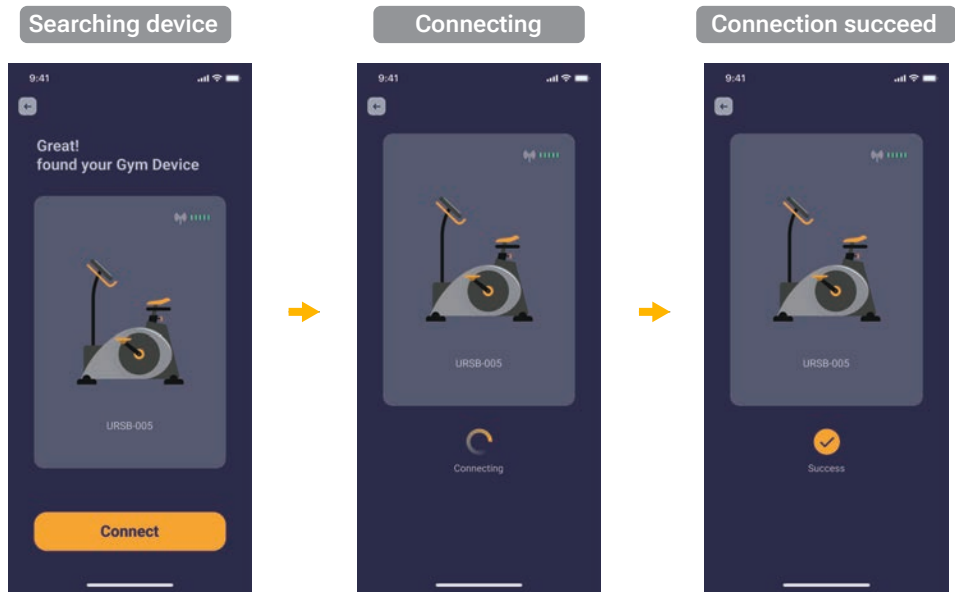 Searching device
Connecting
Connection succeed
9:41
Great!
found your Gym Device
URSB-005
Connect
9:41
URSB-005
Connecting
9:41
URSB-005
Success